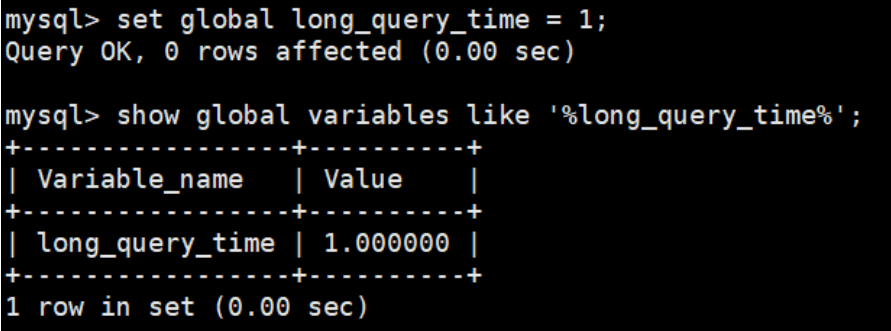 mysql> set global long_query_time = 1;
Query OK, 0 rows affected (0.00 sec)
mysql> show global variables like '%long_query_time%';
+-----------------+----------+
| Variable_name   | Value    |
+-----------------+----------+
| long_query_time | 1.000000 |
+-----------------+----------+
1 row in set (0.00 sec)